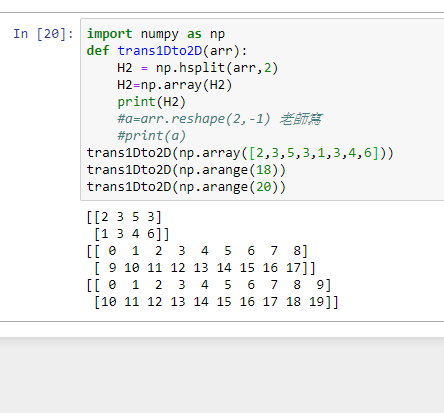 In [20]: import numpy as np
def trans1Dto2D(arr):
    H2 = np.hsplit(arr,2)
    H2=np.array(H2)
    print(H2)
    #a=arr.reshape(2,-1) 老師寫
    #print(a)
trans1Dto2D(np.array([2,3,5,3,1,3,4,6]))
trans1Dto2D(np.arange(18))
trans1Dto2D(np.arange(20))
[[2 3 5 3]
 [1 3 4 6]]
[[ 0  1  2  3  4  5  6  7  8]
 [ 9 10 11 12 13 14 15 16 17]]
[[ 0  1  2  3  4  5  6  7  8  9]
 [10 11 12 13 14 15 16 17 18 19]]